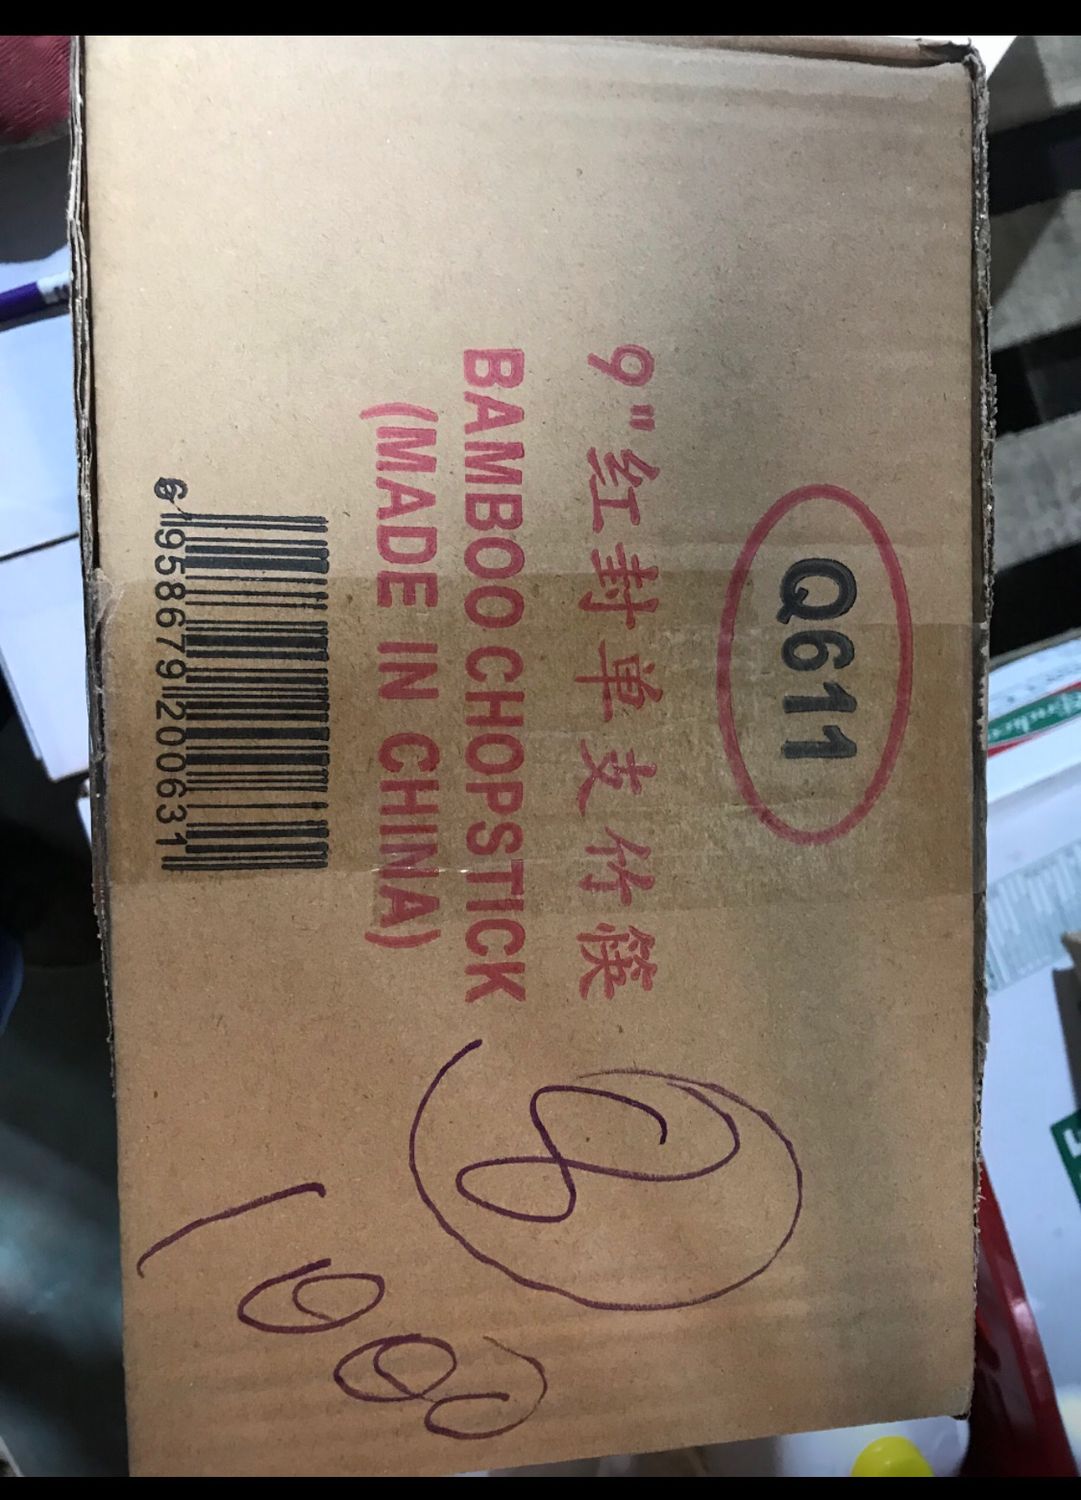 Q611
9"红封单支竹筷
BAMBOO CHOPSTICK
(MADE IN CHINA)
6 958679 200631
8
1000